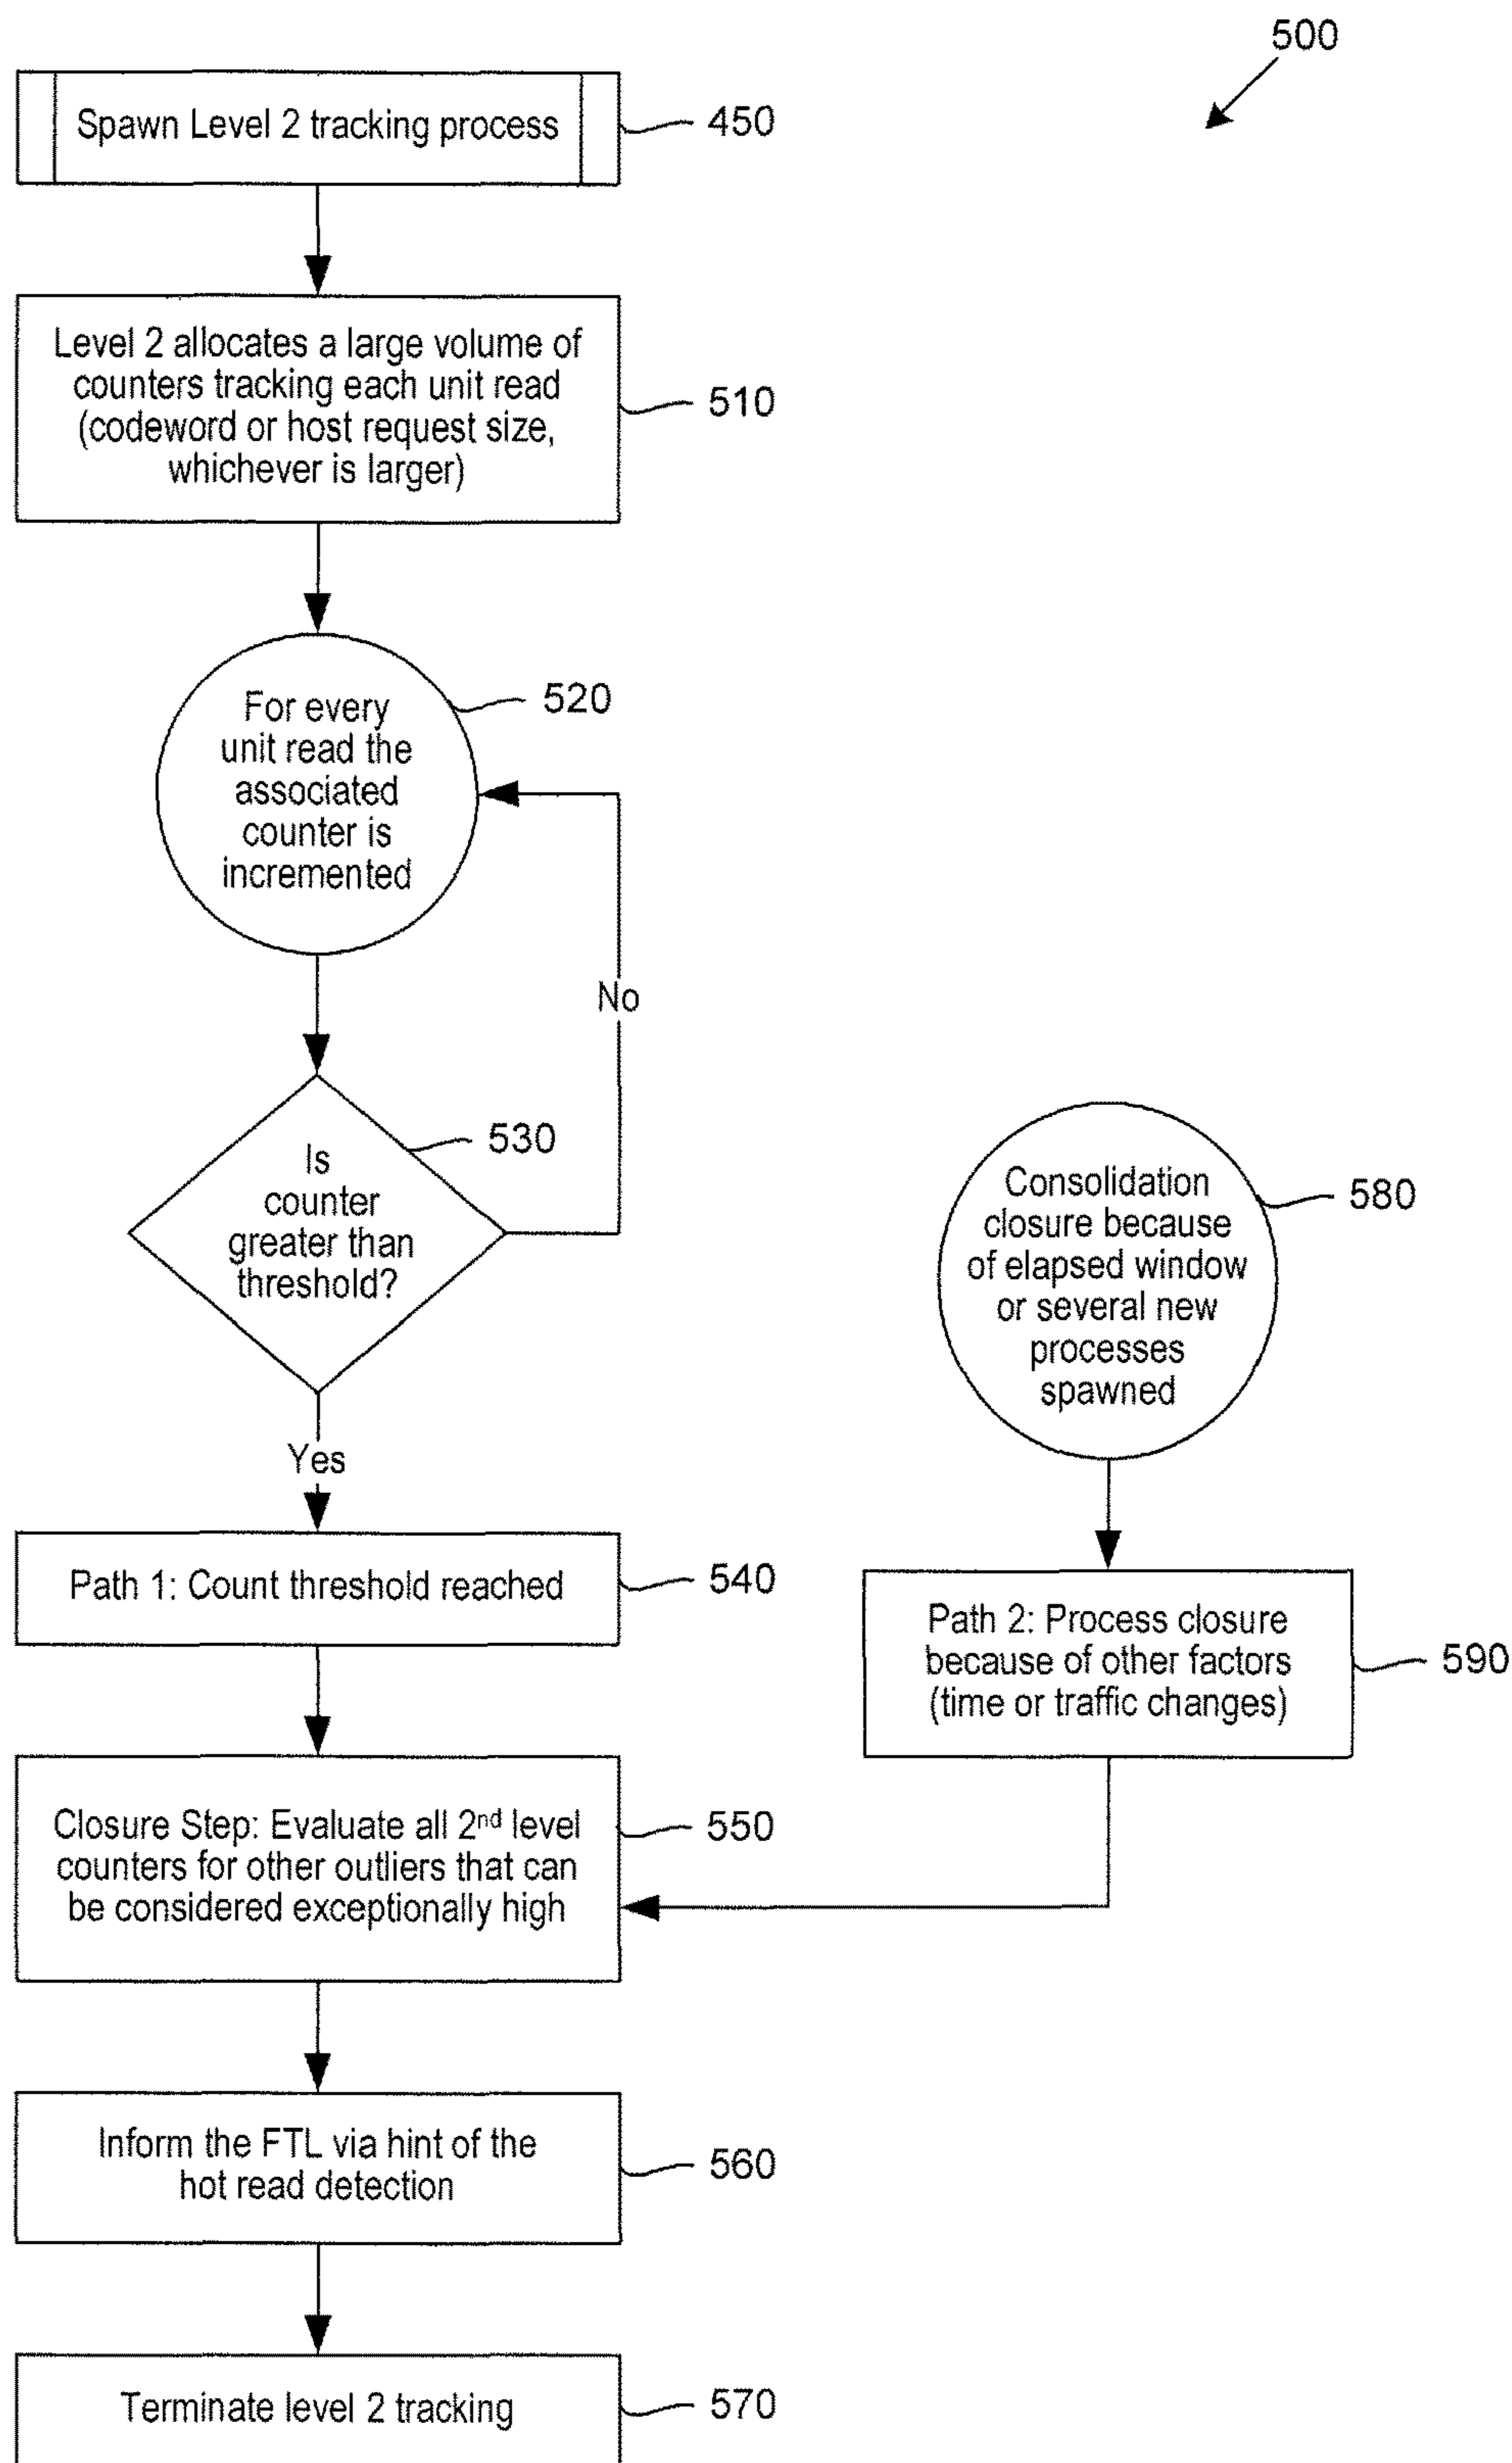 500
Spawn Level 2 tracking process
450
Level 2 allocates a large volume of
counters tracking each unit read
(codeword or host request size,
whichever is larger)
510
For every
unit read the
associated
counter is
incremented
520
No
Is
counter
greater than
threshold?
530
Yes
Consolidation
closure because
of elapsed window
or several new
processes
spawned
580
Path 1: Count threshold reached
540
Path 2: Process closure
because of other factors
(time or traffic changes)
590
Closure Step: Evaluate all 2nd level
counters for other outliers that can
be considered exceptionally high
550
Inform the FTL via hint of the
hot read detection
560
Terminate level 2 tracking
570